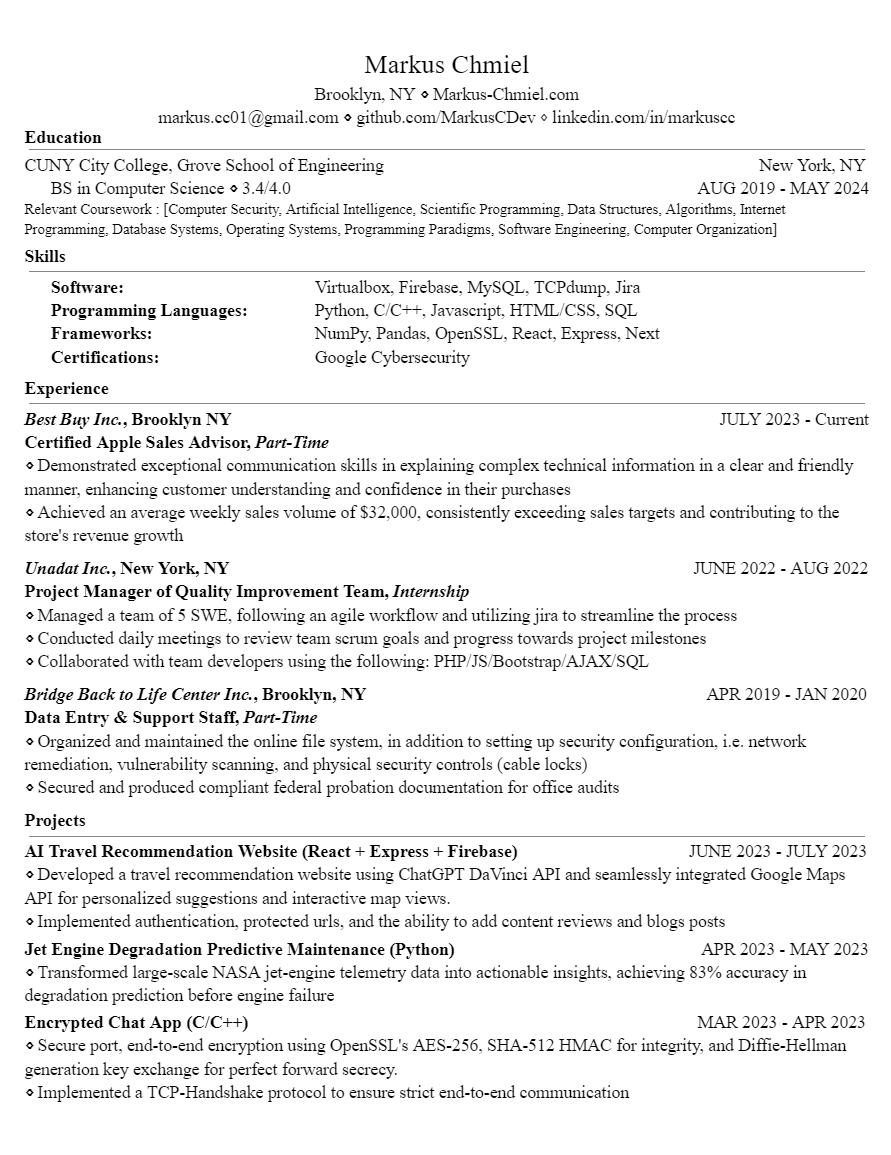 Markus Chmiel
Brooklyn, NY ⋄ Markus-Chmiel.com
markus.cc01@gmail.com ⋄ github.com/MarkusCDev ⋄ linkedin.com/in/markuscc
Education
CUNY City College, Grove School of Engineering New York, NY
BS in Computer Science ⋄ 3.4/4.0 AUG 2019 - MAY 2024
Relevant Coursework : [Computer Security, Artificial Intelligence, Scientific Programming, Data Structures, Algorithms, Internet
Programming, Database Systems, Operating Systems, Programming Paradigms, Software Engineering, Computer Organization]
Skills
Software: Virtualbox, Firebase, MySQL, TCPdump, Jira
Programming Languages: Python, C/C++, Javascript, HTML/CSS, SQL
Frameworks: NumPy, Pandas, OpenSSL, React, Express, Next
Certifications: Google Cybersecurity
Experience
Best Buy Inc., Brooklyn NY JULY 2023 - Current
Certified Apple Sales Advisor, Part-Time
⋄ Demonstrated exceptional communication skills in explaining complex technical information in a clear and friendly
manner, enhancing customer understanding and confidence in their purchases
⋄ Achieved an average weekly sales volume of $32,000, consistently exceeding sales targets and contributing to the
store's revenue growth
Unadat Inc., New York, NY JUNE 2022 - AUG 2022
Project Manager of Quality Improvement Team, Internship
⋄ Managed a team of 5 SWE, following an agile workflow and utilizing jira to streamline the process
⋄ Conducted daily meetings to review team scrum goals and progress towards project milestones
⋄ Collaborated with team developers using the following: PHP/JS/Bootstrap/AJAX/SQL
Bridge Back to Life Center Inc., Brooklyn, NY APR 2019 - JAN 2020
Data Entry & Support Staff, Part-Time
⋄ Organized and maintained the online file system, in addition to setting up security configuration, i.e. network
remediation, vulnerability scanning, and physical security controls (cable locks)
⋄ Secured and produced compliant federal probation documentation for office audits
Projects
AI Travel Recommendation Website (React + Express + Firebase) JUNE 2023 - JULY 2023
⋄ Developed a travel recommendation website using ChatGPT DaVinci API and seamlessly integrated Google Maps
API for personalized suggestions and interactive map views.
⋄ Implemented authentication, protected urls, and the ability to add content reviews and blogs posts
Jet Engine Degradation Predictive Maintenance (Python) APR 2023 - MAY 2023
⋄ Transformed large-scale NASA jet-engine telemetry data into actionable insights, achieving 83% accuracy in
degradation prediction before engine failure
Encrypted Chat App (C/C++) MAR 2023 - APR 2023
⋄ Secure port, end-to-end encryption using OpenSSL's AES-256, SHA-512 HMAC for integrity, and Diffie-Hellman
generation key exchange for perfect forward secrecy.
⋄ Implemented a TCP-Handshake protocol to ensure strict end-to-end communication